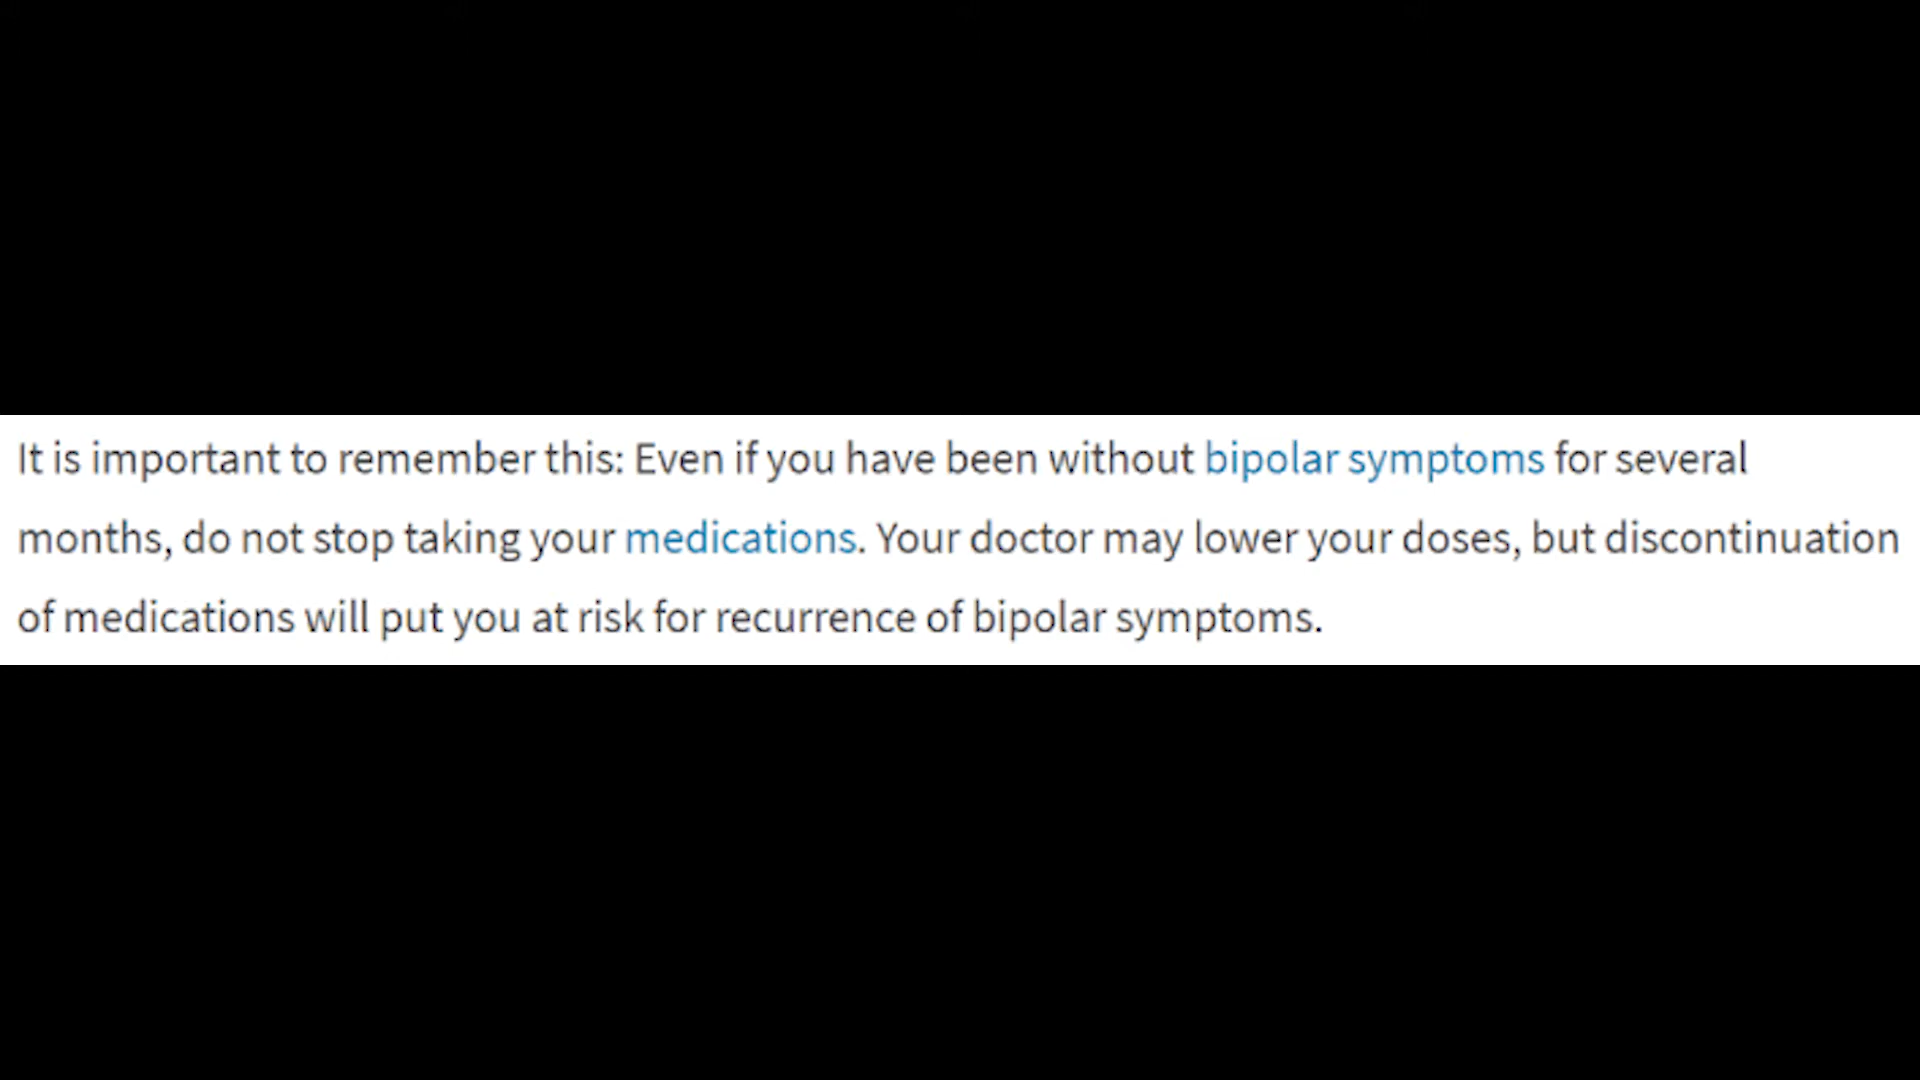 It is important to remember this: Even if you have been without bipolar symptoms for several
months, do not stop taking your medications. Your doctor may lower your doses, but discontinuation
of medications will put you at risk for recurrence of bipolar symptoms.